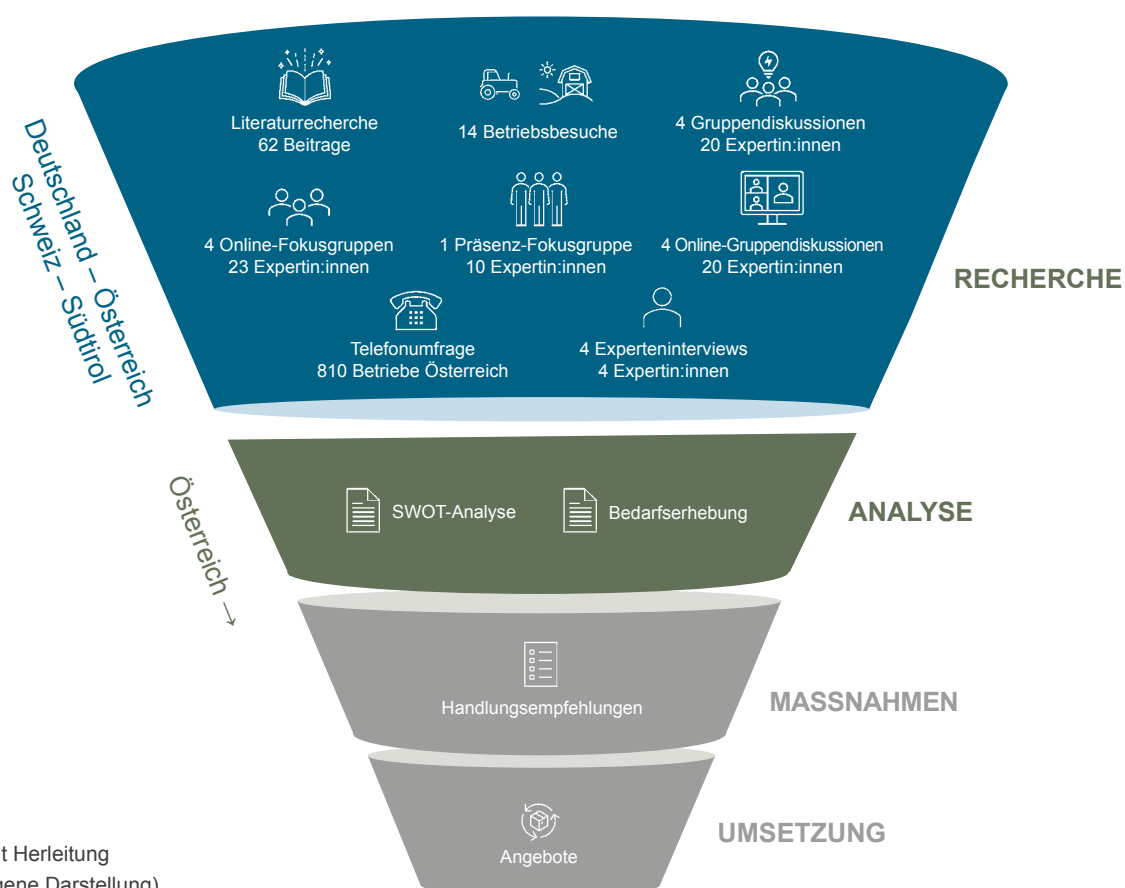 Literaturrecherche
62 Beitrage
14 Betriebsbesuche
4 Gruppendiskussionen
20 Expertin:innen
4 Online-Fokusgruppen
23 Expertin:innen
1 Präsenz-Fokusgruppe
10 Expertin:innen
4 Online-Gruppendiskussionen
20 Expertin:innen
Telefonumfrage
810 Betriebe Österreich
4 Experteninterviews
4 Expertin:innen
Deutschland – Österreich
Schweiz – Südtirol
RECHERCHE
SWOT-Analyse
Bedarfserhebung
ANALYSE
Österreich →
Handlungsempfehlungen
MASSNAHMEN
Angebote
UMSETZUNG
Herleitung
Darstellung)